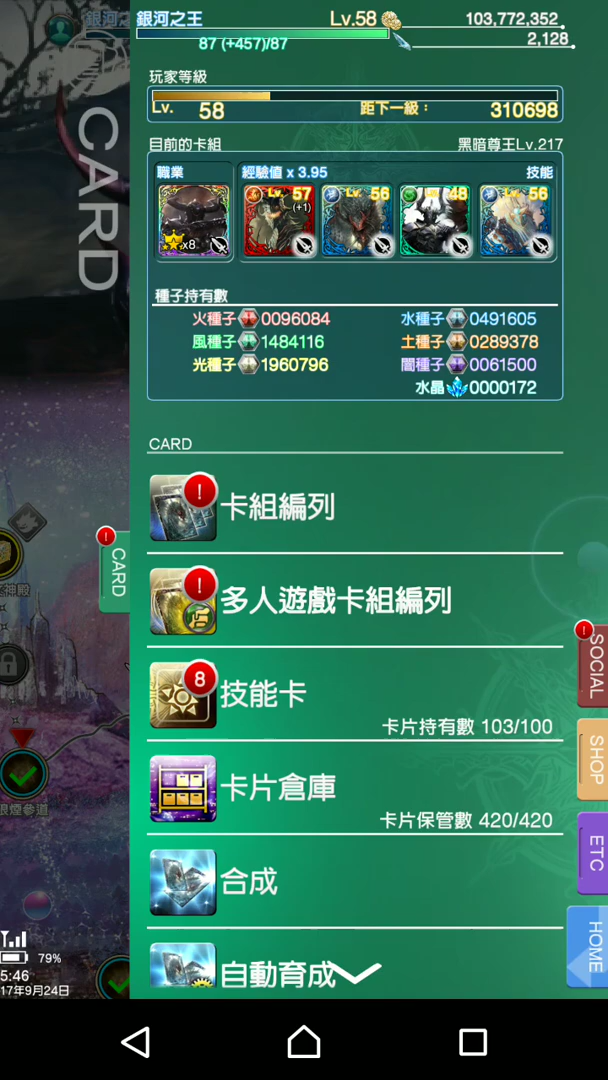 銀河之王 Lv.58 103,772,352
87 (+457)/87 2,128
CARD
玩家等級
Lv. 58 距下一級： 310698
目前的卡組 黑暗尊王Lv.217
職業 經驗值 x 3.95 技能
x8 Lv. 57 (+1) Lv. 56 Lv. 48 Lv. 56
種子持有數
火種子 0096084 水種子 0491605
風種子 1484116 土種子 0289378
光種子 1960796 闇種子 0061500
水晶 0000172
CARD
! 卡組編列
! CARD
! 多人遊戲卡組編列
! SOCIAL
8 技能卡
卡片持有數 103/100
SHOP
卡片倉庫
卡片保管數 420/420
ETC
合成
HOME
自動育成
79%
5:46
17年9月24日